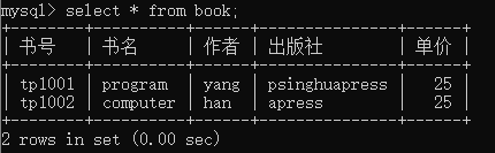 mysql> select * from book;
+--------+----------+--------+---------------+------+
| 书号 | 书名 | 作者 | 出版社 | 单价 |
+--------+----------+--------+---------------+------+
| tp1001 | program | yang | psinghuapress | 25 |
| tp1002 | computer | han | apress | 25 |
+--------+----------+--------+---------------+------+
2 rows in set (0.00 sec)